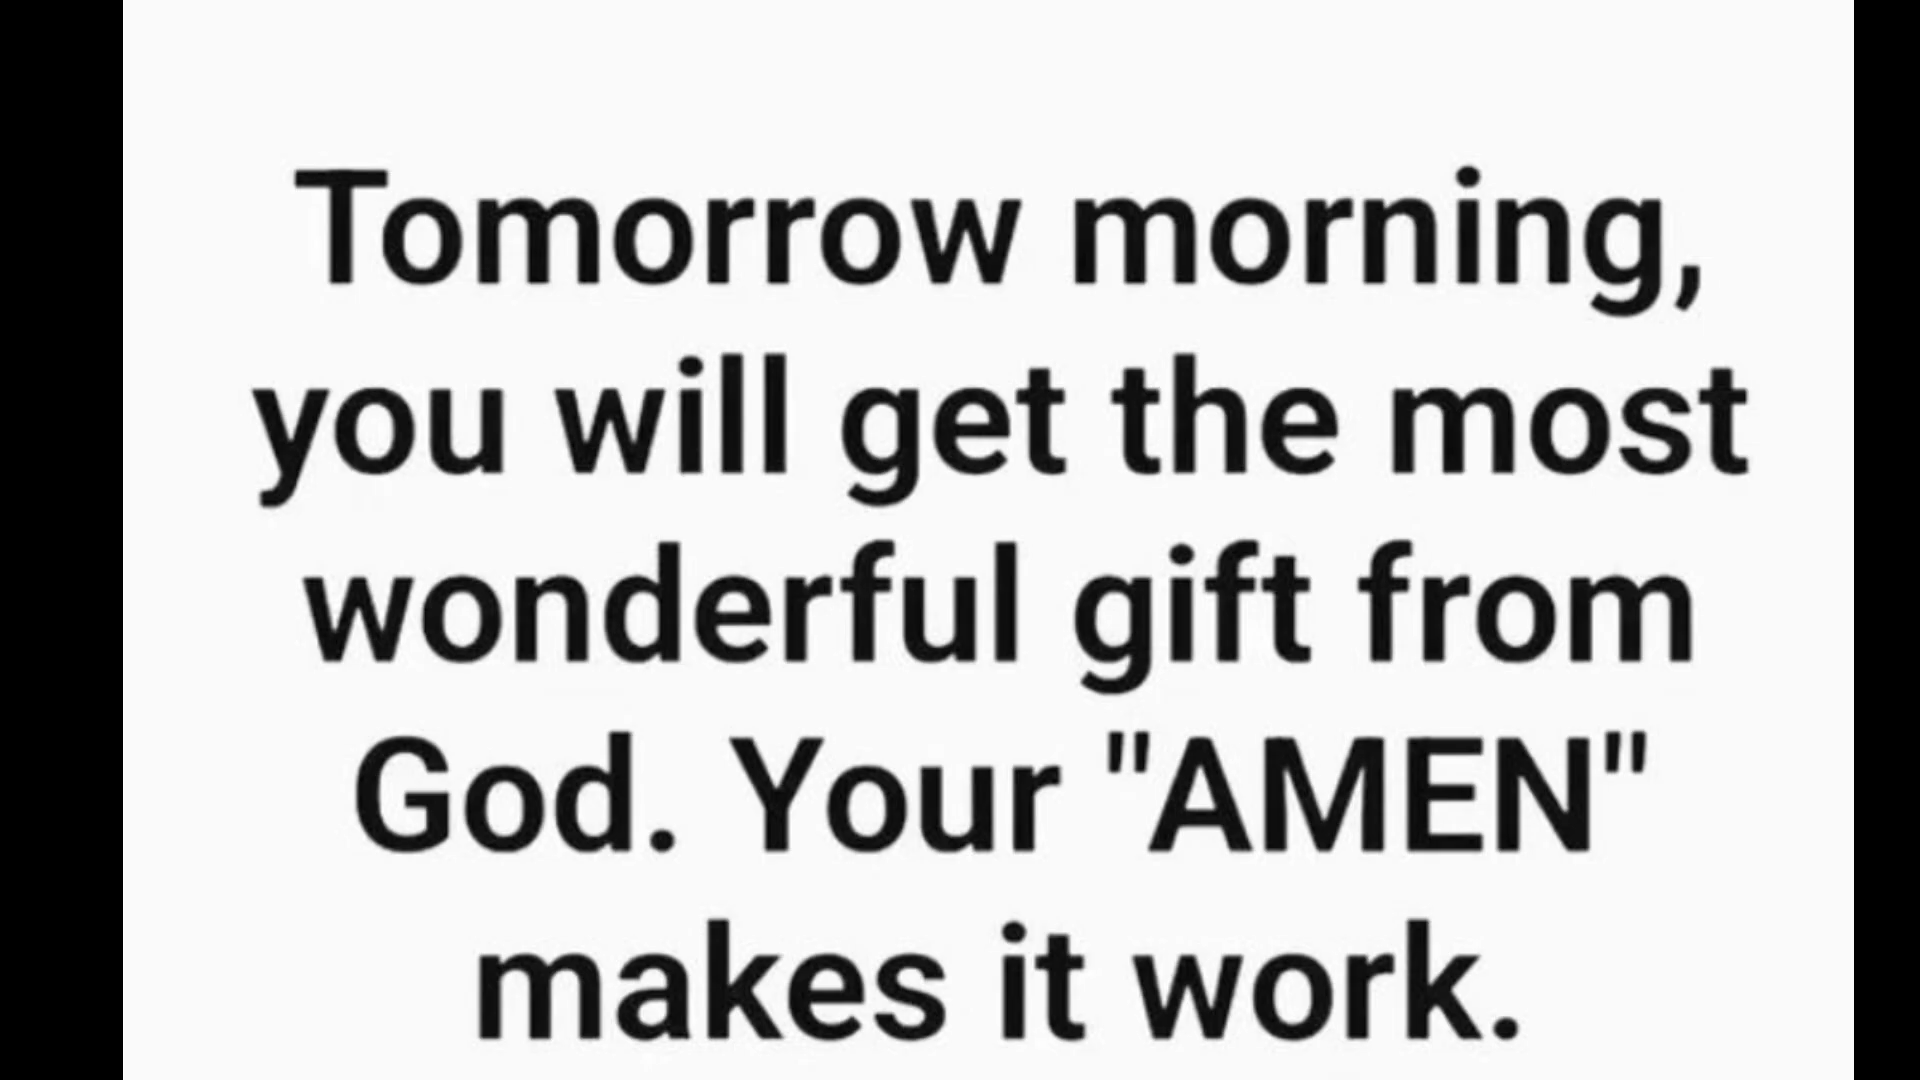 Tomorrow morning,
you will get the most
wonderful gift from
God. Your "AMEN"
makes it work.